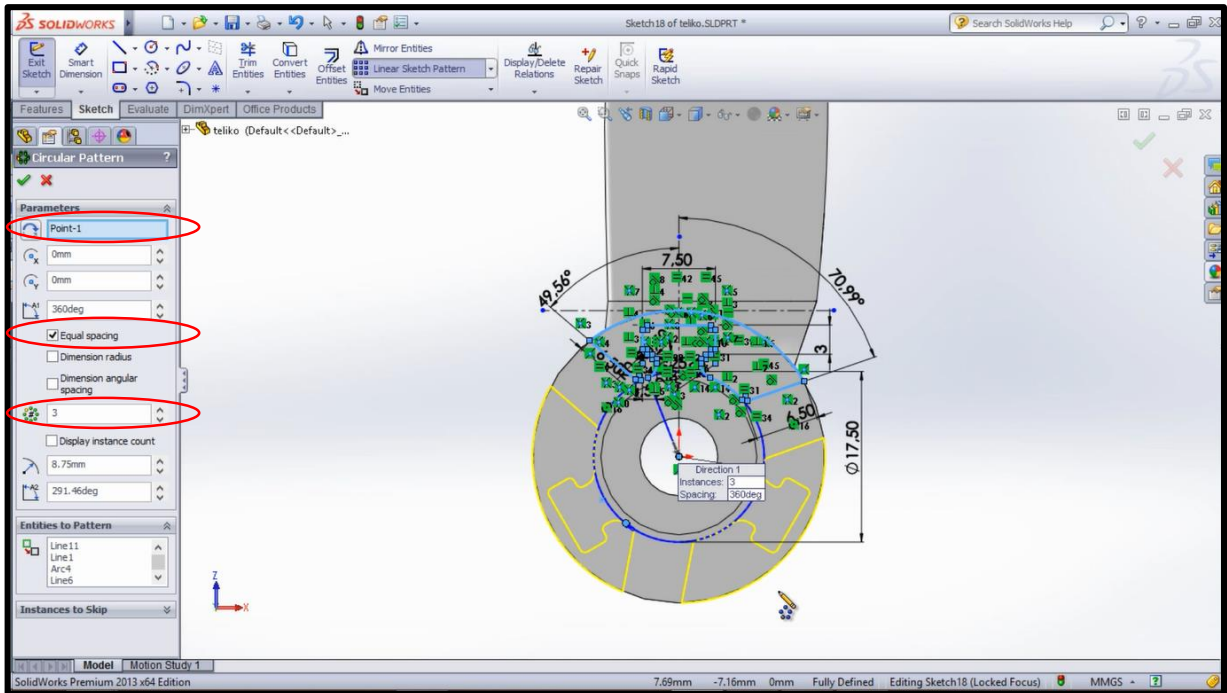 SOLIDWORKS
Sketch18 of teliko.SLDPRT *
Search SolidWorks Help
Exit Sketch
Smart Dimension
Trim Entities
Convert Entities
Offset Entities
Mirror Entities
Linear Sketch Pattern
Move Entities
Display/Delete Relations
Repair Sketch
Quick Snaps
Rapid Sketch
Features Sketch Evaluate DimXpert Office Products
teliko (Default<<Default>_...
Circular Pattern ?
Parameters
Point-1
0mm
0mm
360deg
Equal spacing
Dimension radius
Dimension angular spacing
3
Display instance count
8.75mm
291.46deg
Entities to Pattern
Line11
Line1
Arc4
Line6
Instances to Skip
7,50
49,56°
70,99°
3
6,50
Ø17,50
Direction 1
Instances: 3
Spacing: 360deg
Z
X
Model Motion Study 1
SolidWorks Premium 2013 x64 Edition
7.69mm -7.16mm 0mm Fully Defined Editing Sketch18 (Locked Focus) MMGS